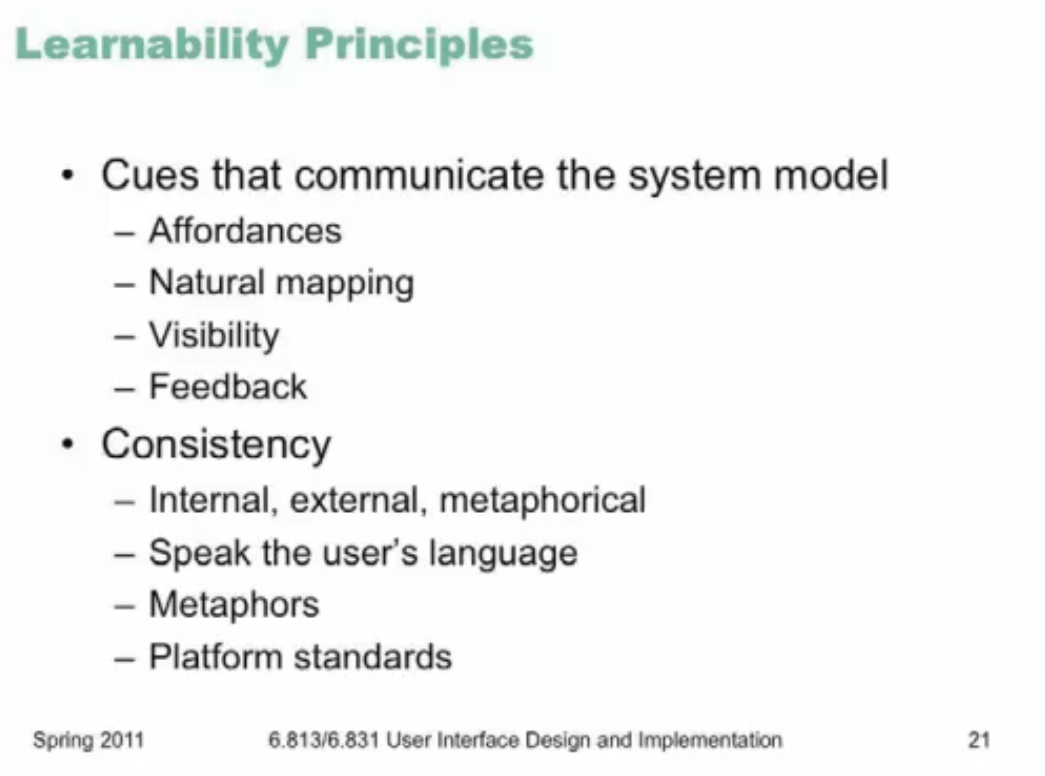 Learnability Principles
• Cues that communicate the system model
– Affordances
– Natural mapping
– Visibility
– Feedback
• Consistency
– Internal, external, metaphorical
– Speak the user's language
– Metaphors
– Platform standards
Spring 2011
6.813/6.831 User Interface Design and Implementation
21